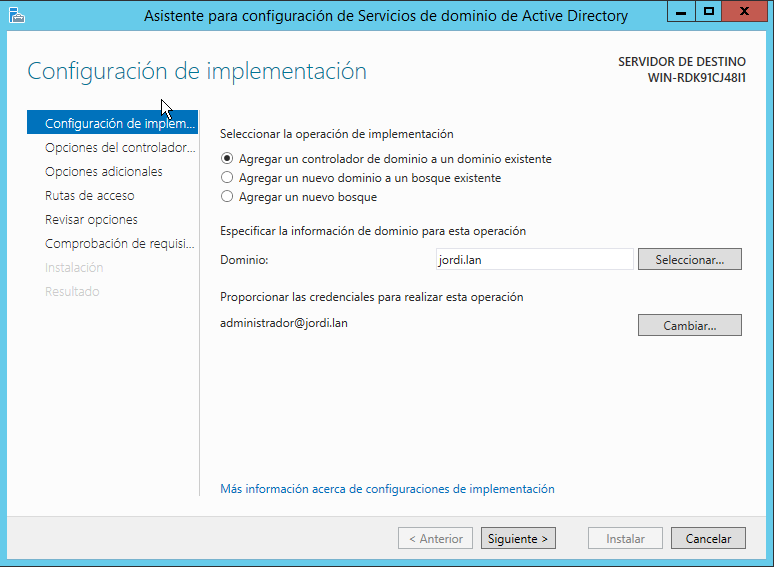 Asistente para configuración de Servicios de dominio de Active Directory
Configuración de implementación
SERVIDOR DE DESTINO
WIN-RDK91CJ48I1
Configuración de implem...
Opciones del controlador...
Opciones adicionales
Rutas de acceso
Revisar opciones
Comprobación de requisi...
Instalación
Resultado
Seleccionar la operación de implementación
Agregar un controlador de dominio a un dominio existente
Agregar un nuevo dominio a un bosque existente
Agregar un nuevo bosque
Especificar la información de dominio para esta operación
Dominio: jordi.lan Seleccionar...
Proporcionar las credenciales para realizar esta operación
administrador@jordi.lan Cambiar...
Más información acerca de configuraciones de implementación
< Anterior Siguiente > Instalar Cancelar